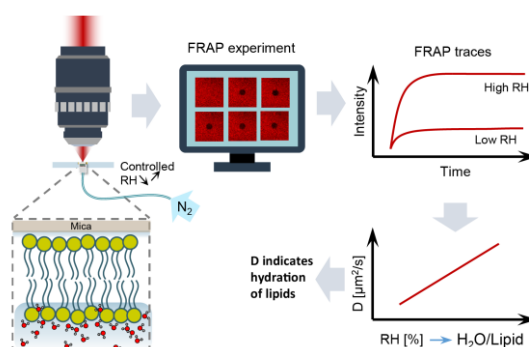 FRAP experiment
FRAP traces
Intensity
High RH
Low RH
Time
Controlled
RH
N₂
Mica
D indicates
hydration
of lipids
D [µm²/s]
RH [%] → H₂O/Lipid